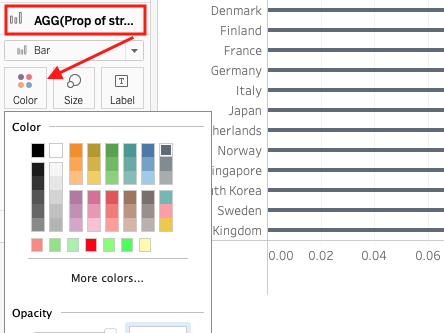 AGG(Prop of str...
Bar
Color
Size
T
Label
Color
More colors...
Opacity
Denmark
Finland
France
Germany
Italy
Japan
therlands
Norway
ingapore
uth Korea
Sweden
Kingdom
0.00 0.02 0.04 0.06